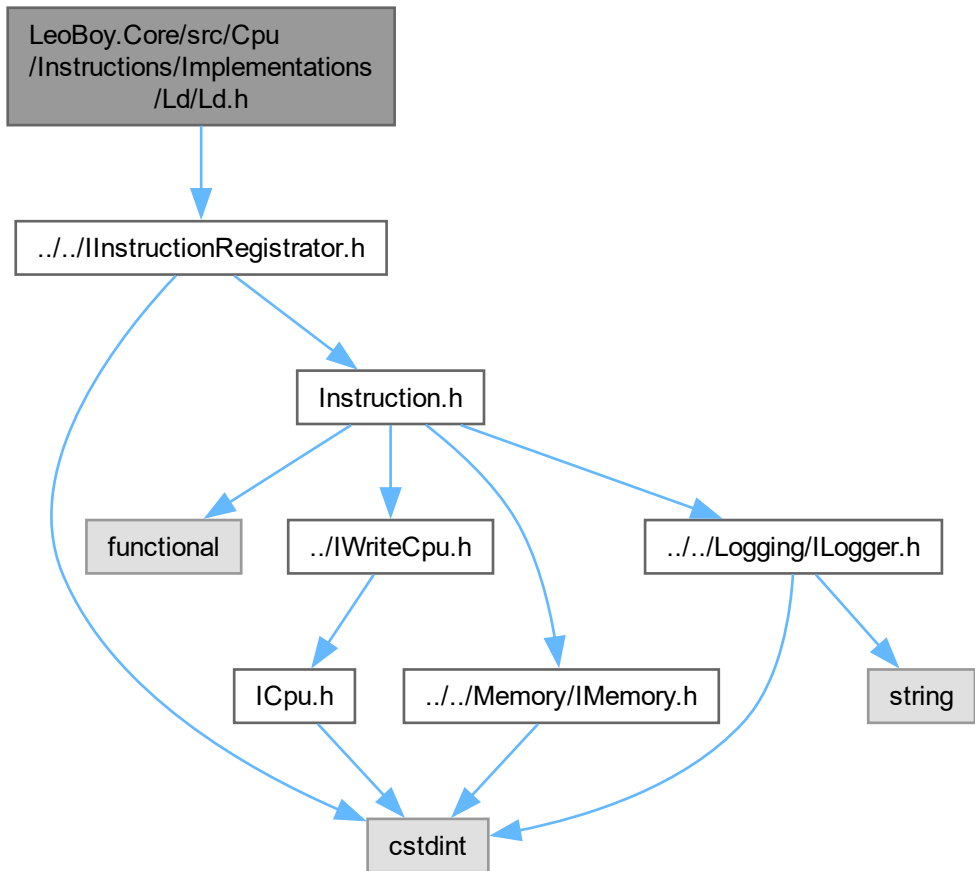 LeoBoy.Core/src/Cpu
/Instructions/Implementations
/Ld/Ld.h
../../IInstructionRegistrator.h
Instruction.h
functional
../IWriteCpu.h
../../Logging/ILogger.h
ICpu.h
../../Memory/IMemory.h
string
cstdint